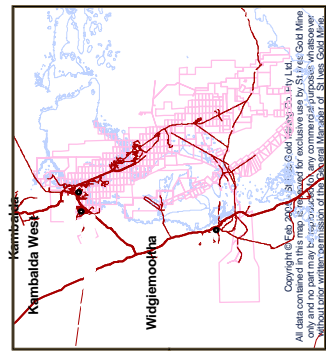 Kambalda
Kambalda West
Widgiemooltha
Copyright © Feb St Ives Gold Mining Co. Pty Ltd.
All data contained in this map is reserved for exclusive use by St Ives Gold Mine
only and no part may be reproduced for any commercial purposes whatsoever
without prior written permission of the General Manager of St Ives Gold Mine.